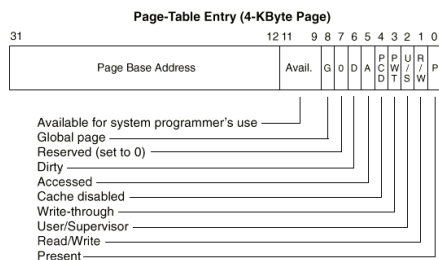 Page-Table Entry (4-KByte Page)
31 12 11 9 8 7 6 5 4 3 2 1 0
Page Base Address Avail. G 0 D A PCD PWT U/S R/W P
Available for system programmer's use
Global page
Reserved (set to 0)
Dirty
Accessed
Cache disabled
Write-through
User/Supervisor
Read/Write
Present